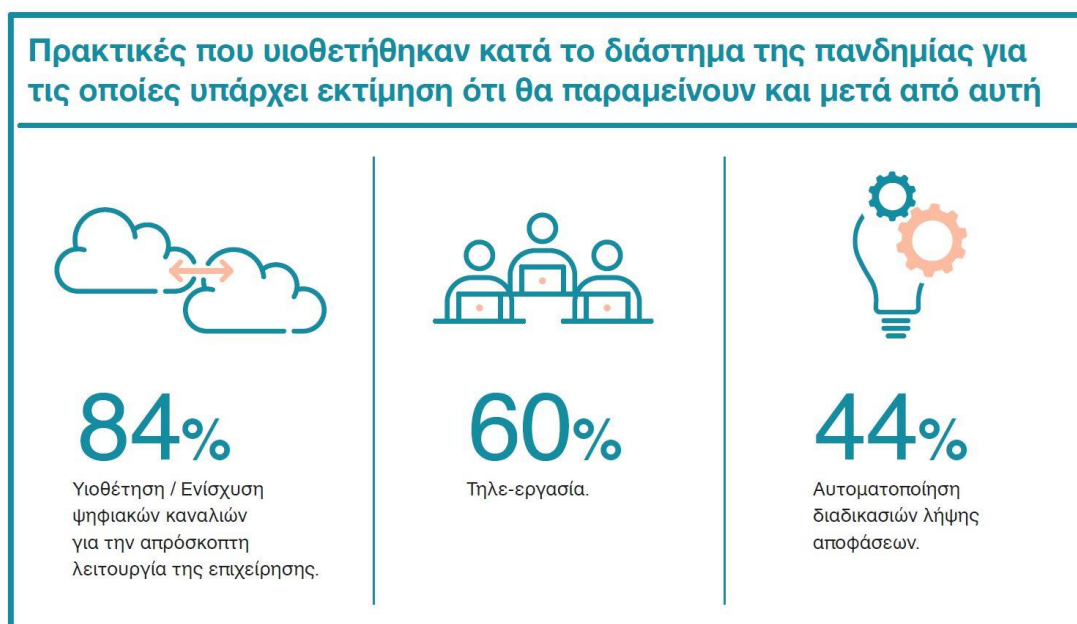 Πρακτικές που υιοθετήθηκαν κατά το διάστημα της πανδημίας για
τις οποίες υπάρχει εκτίμηση ότι θα παραμείνουν και μετά από αυτή
84%
Υιοθέτηση / Ενίσχυση
ψηφιακών καναλιών
για την απρόσκοπτη
λειτουργία της επιχείρησης.
60%
Τηλε-εργασία.
44%
Αυτοματοποίηση
διαδικασιών λήψης
αποφάσεων.